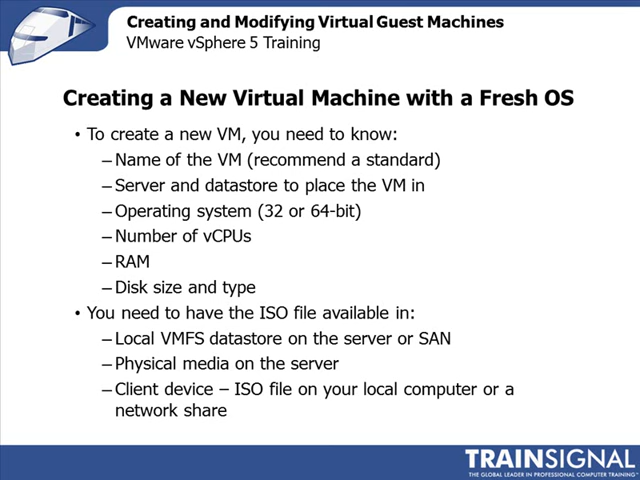 Creating and Modifying Virtual Guest Machines
VMware vSphere 5 Training
Creating a New Virtual Machine with a Fresh OS
• To create a new VM, you need to know:
– Name of the VM (recommend a standard)
– Server and datastore to place the VM in
– Operating system (32 or 64-bit)
– Number of vCPUs
– RAM
– Disk size and type
• You need to have the ISO file available in:
– Local VMFS datastore on the server or SAN
– Physical media on the server
– Client device – ISO file on your local computer or a
network share
TRAINSIGNAL
THE GLOBAL LEADER IN PROFESSIONAL COMPUTER TRAINING